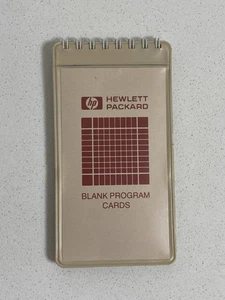 hp HEWLETT
PACKARD
BLANK PROGRAM
CARDS